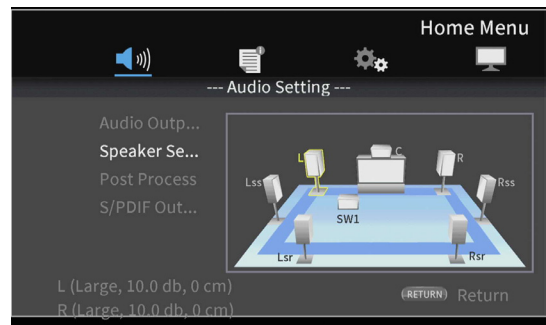 Home Menu
--- Audio Setting ---
Audio Outp...
Speaker Se...
Post Process
S/PDIF Out...
L
C
R
Lss
Rss
SW1
Lsr
Rsr
L (Large, 10.0 db, 0 cm)
R (Large, 10.0 db, 0 cm)
RETURN Return